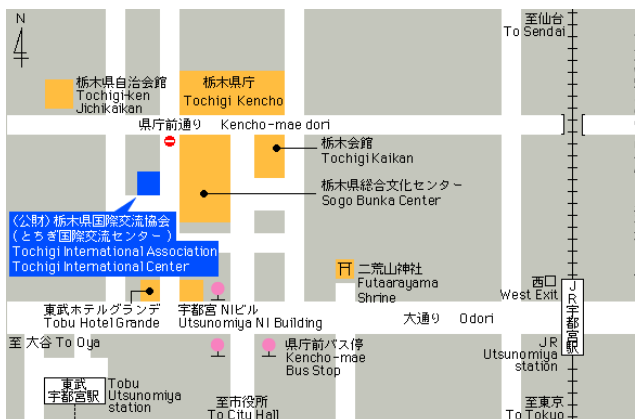 N
至仙台
To Sendai
栃木県自治会館
Tochigi-ken
Jichikaikan
栃木県庁
Tochigi Kencho
県庁前通り Kencho-mae dori
栃木会館
Tochigi Kaikan
栃木県総合文化センター
Sogo Bunka Center
(公財)栃木県国際交流協会
(とちぎ国際交流センター)
Tochigi International Association
Tochigi International Center
二荒山神社
Futaarayama
Shrine
西口
West Exit
JR宇都宮駅
東武ホテルグランデ
Tobu Hotel Grande
宇都宮 NIビル
Utsunomiya NI Building
大通り Odori
至 大谷 To Oya
県庁前バス停
Kencho-mae
Bus Stop
JR
Utsunomiya
station
東武
宇都宮駅
Tobu
Utsunomiya
station
至市役所
To City Hall
至東京
To Tokyo